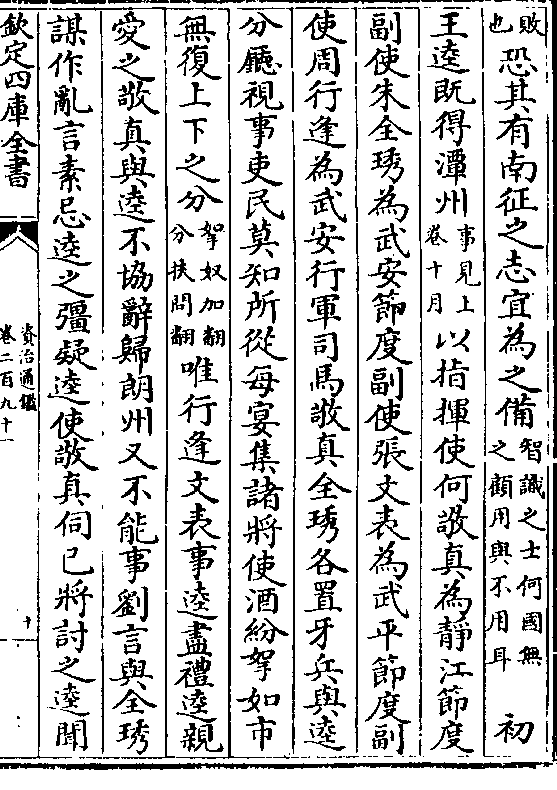 敗也恐其有南征之志宜為之備智識之士何國無之顧用與不用耳初
王逵既得潭州事見上卷十月以指揮使何敬真為靜江節度
副使朱全琇為武安節度副使張文表為武平節度副
使周行逢為武安行軍司馬敬真全琇各置牙兵與逵
分廳視事吏民莫知所從每宴集諸將使酒紛拏如市
無復上下之分拏奴加翻分扶問翻唯行逢文表事逵盡禮逵親
愛之敬真與逵不協辭歸朗州又不能事劉言與全琇
謀作亂言素忌逵之彊疑逵使敬真伺已將討之逵聞
欽定四庫全書
資治通鑑
卷二百九十一
十